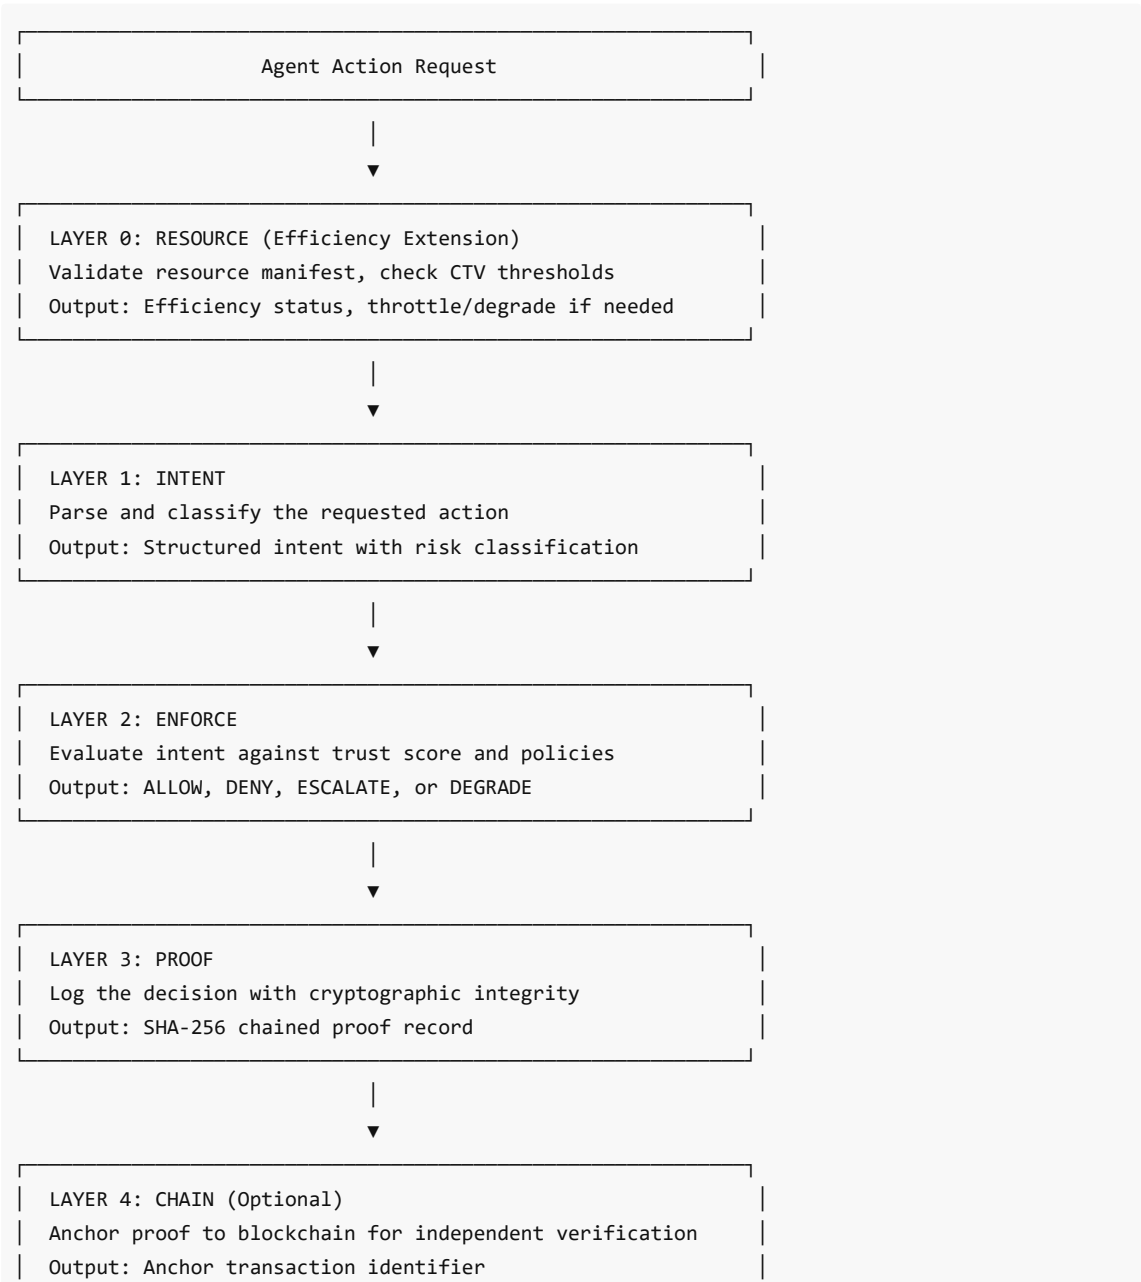 Agent Action Request
LAYER 0: RESOURCE (Efficiency Extension)
Validate resource manifest, check CTV thresholds
Output: Efficiency status, throttle/degrade if needed
LAYER 1: INTENT
Parse and classify the requested action
Output: Structured intent with risk classification
LAYER 2: ENFORCE
Evaluate intent against trust score and policies
Output: ALLOW, DENY, ESCALATE, or DEGRADE
LAYER 3: PROOF
Log the decision with cryptographic integrity
Output: SHA-256 chained proof record
LAYER 4: CHAIN (Optional)
Anchor proof to blockchain for independent verification
Output: Anchor transaction identifier